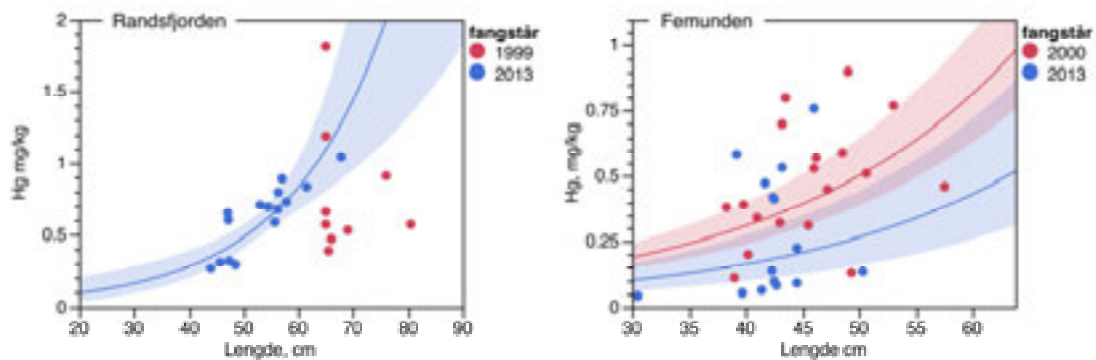 Randsfjorden
Hg mg/kg
2
1.5
1
0.5
0
20 30 40 50 60 70 80 90
Lengde, cm
fangstår
1999
2013
Femunden
Hg, mg/kg
1
0.75
0.5
0.25
0
30 35 40 45 50 55 60
Lengde cm
fangstår
2000
2013